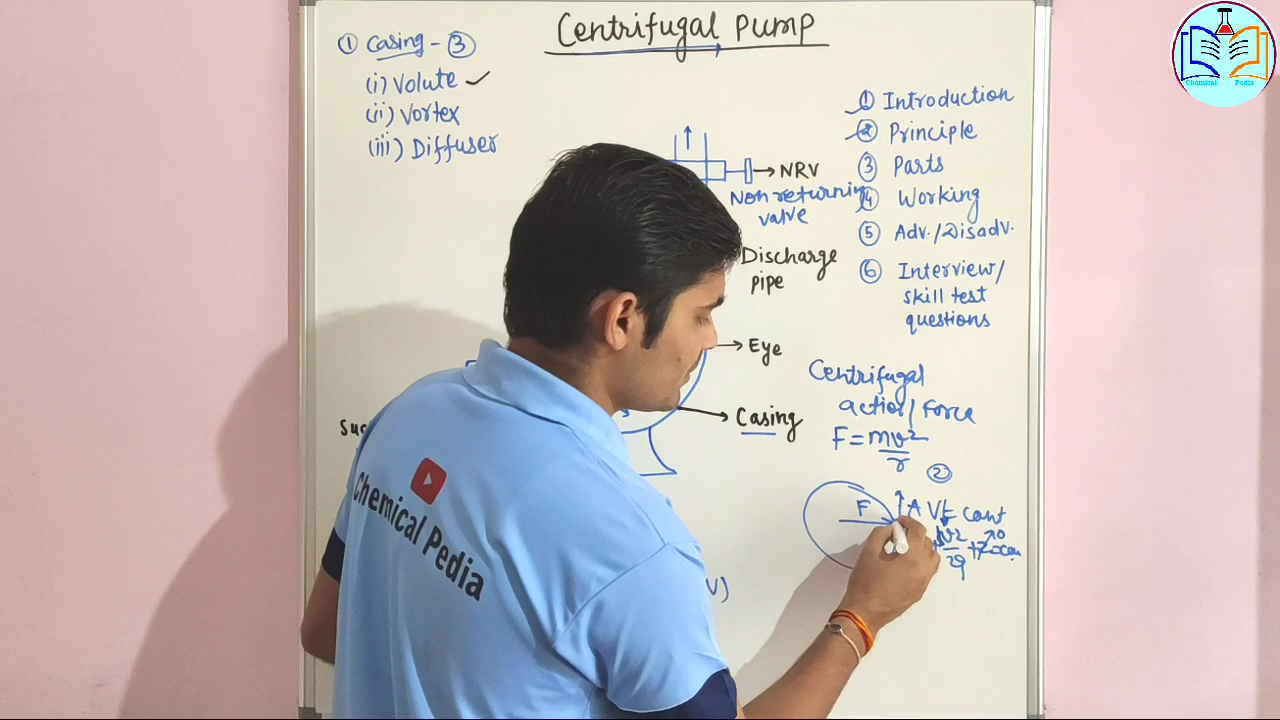 Centrifugal Pump
① Casing - ③
(i) Volute ✓
(ii) Vortex
(iii) Diffuser
① Introduction
② Principle
③ Parts
④ Working
⑤ Adv./Disadv.
⑥ Interview/
skill test
questions
NRV
Non returning
valve
Discharge
pipe
Eye
Casing
Centrifugal
action/Force
F = mv²
r
②
F
A
V)
Chemical Pedia
Chemical Pedia